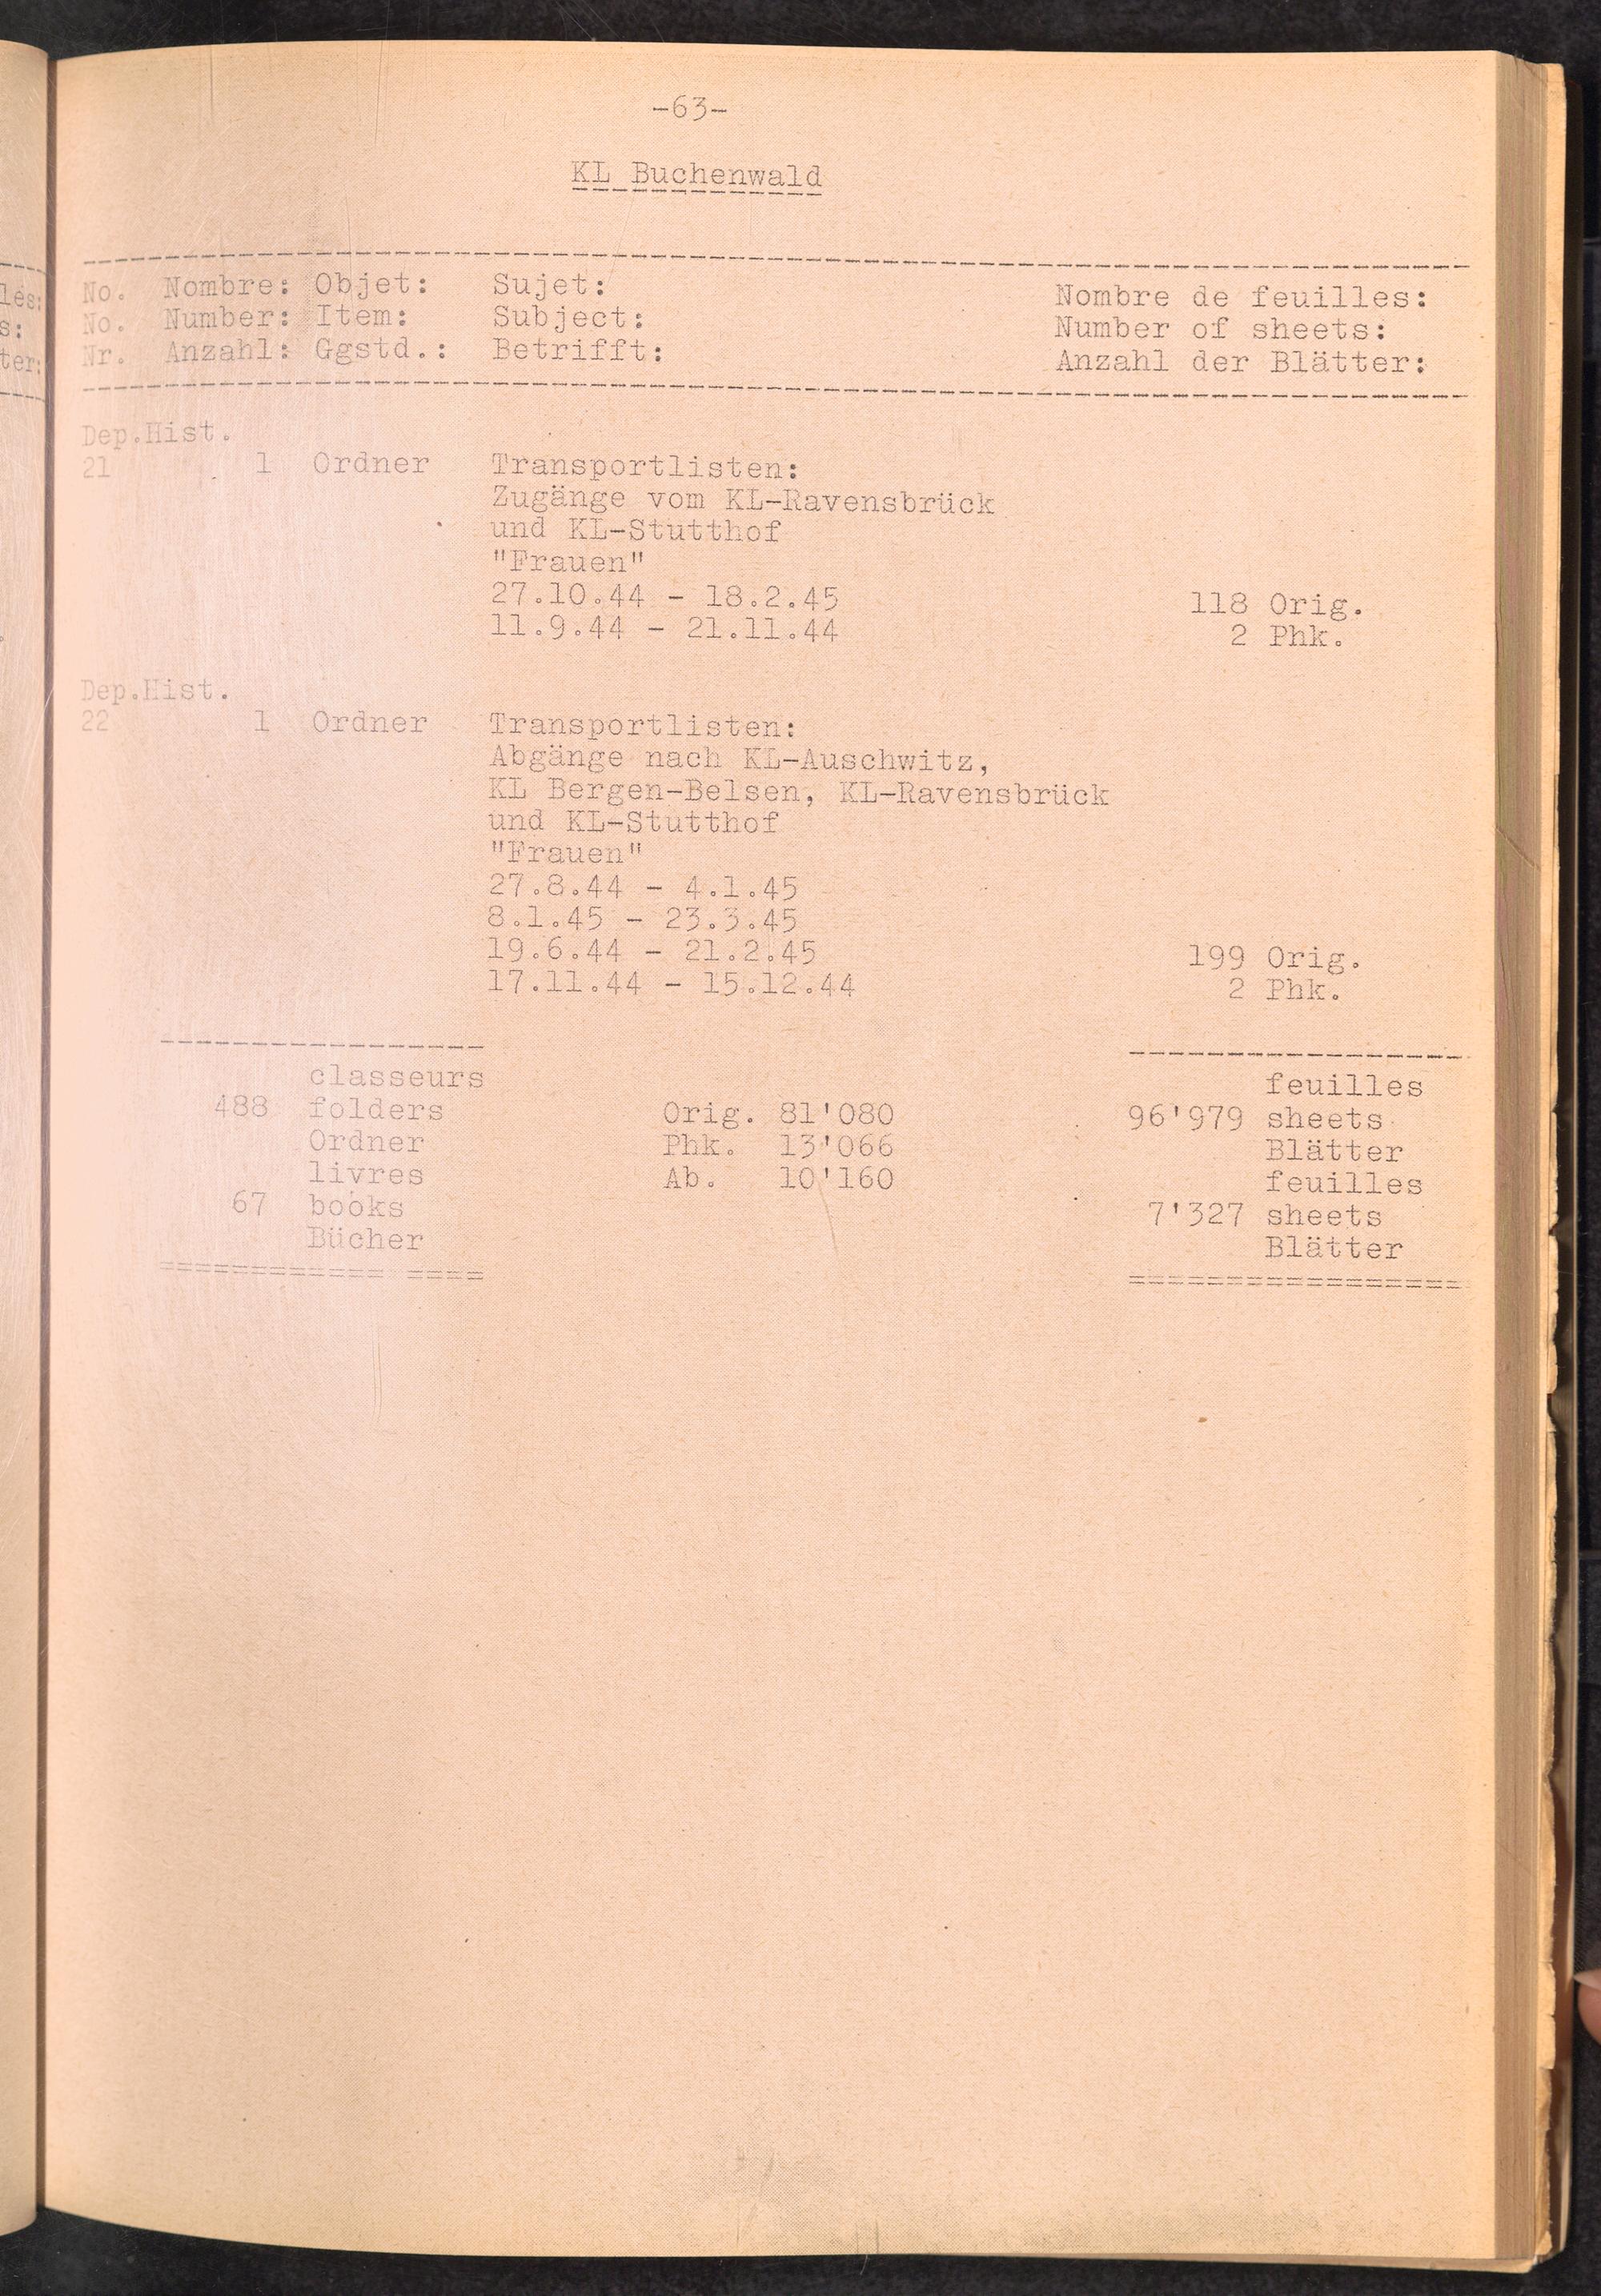 -63-
KL Buchenwald
No. Nombre: Objet: Sujet: Nombre de feuilles:
No. Number: Item: Subject: Number of sheets:
Nr. Anzahl: Ggstd.: Betrifft: Anzahl der Blätter:
Dep.Hist.
21 1 Ordner Transportlisten:
Zugänge vom KL-Ravensbrück
und KL-Stutthof
"Frauen"
27.10.44 - 18.2.45 118 Orig.
11.9.44 - 21.11.44 2 Phk.
Dep.Hist.
22 1 Ordner Transportlisten:
Abgänge nach KL-Auschwitz,
KL Bergen-Belsen, KL-Ravensbrück
und KL-Stutthof
"Frauen"
27.8.44 - 4.1.45
8.1.45 - 23.3.45
19.6.44 - 21.2.45 199 Orig.
17.11.44 - 15.12.44 2 Phk.
classeurs feuilles
488 folders Orig. 81'080 96'979 sheets
Ordner Phk. 13'066 Blätter
livres Ab. 10'160 feuilles
67 books 7'327 sheets
Bücher Blätter